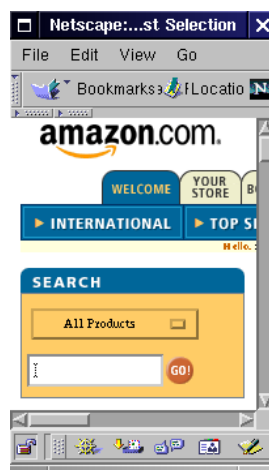 Netscape:...st Selection
File Edit View Go
Bookmarks Locatio N
amazon.com.
WELCOME YOUR STORE
INTERNATIONAL TOP S
Hello.
SEARCH
All Products
GO!